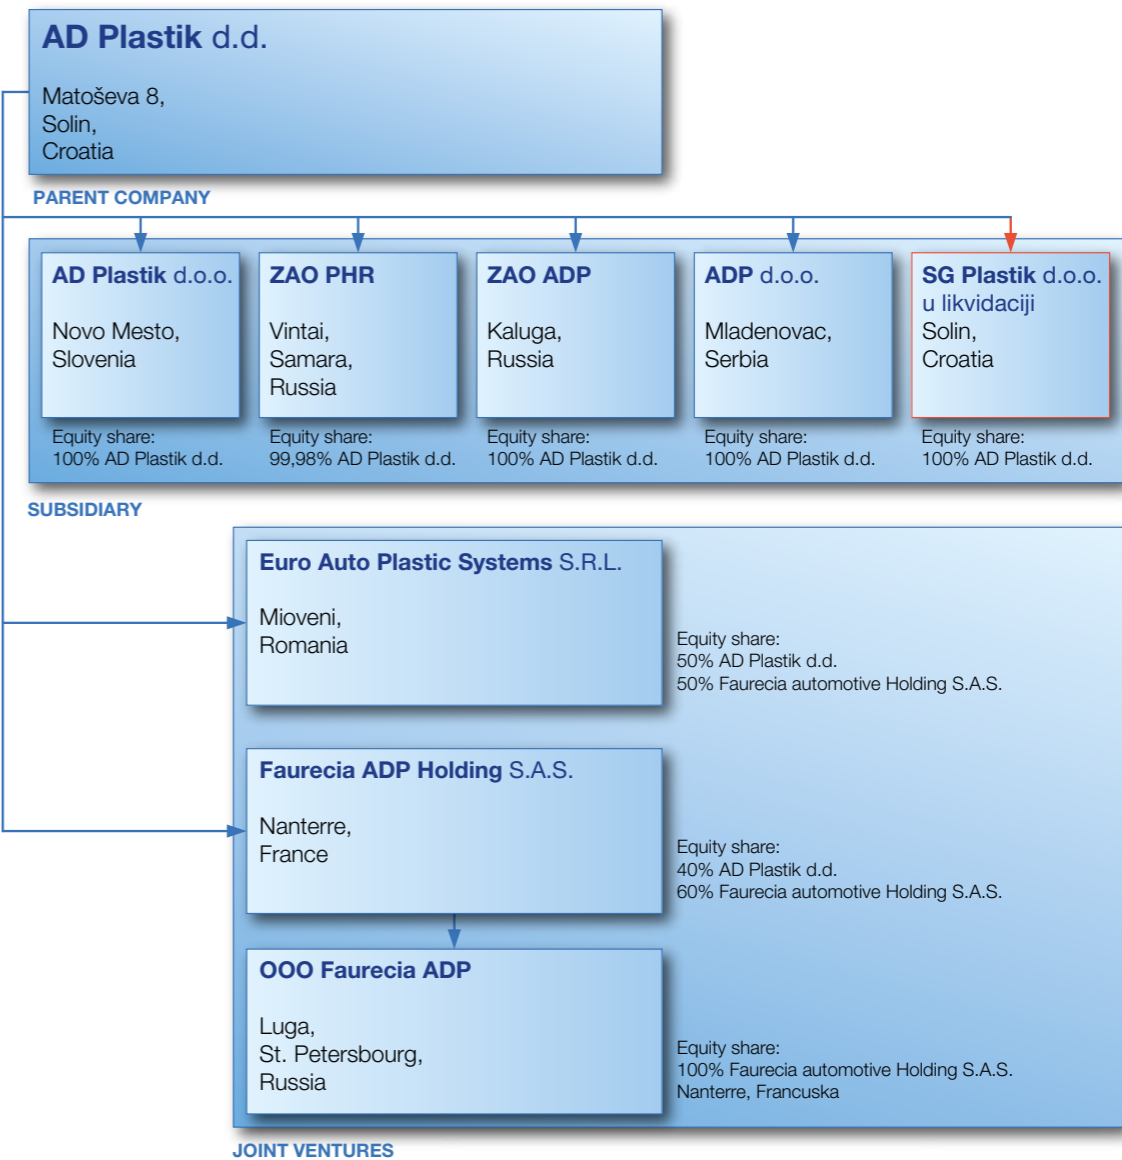 AD Plastik d.d.
Matoševa 8,
Solin,
Croatia
PARENT COMPANY
AD Plastik d.o.o.
Novo Mesto,
Slovenia
Equity share:
100% AD Plastik d.d.
ZAO PHR
Vintai,
Samara,
Russia
Equity share:
99,98% AD Plastik d.d.
ZAO ADP
Kaluga,
Russia
Equity share:
100% AD Plastik d.d.
ADP d.o.o.
Mladenovac,
Serbia
Equity share:
100% AD Plastik d.d.
SG Plastik d.o.o.
u likvidaciji
Solin,
Croatia
Equity share:
100% AD Plastik d.d.
SUBSIDIARY
Euro Auto Plastic Systems S.R.L.
Mioveni,
Romania
Equity share:
50% AD Plastik d.d.
50% Faurecia automotive Holding S.A.S.
Faurecia ADP Holding S.A.S.
Nanterre,
France
Equity share:
40% AD Plastik d.d.
60% Faurecia automotive Holding S.A.S.
OOO Faurecia ADP
Luga,
St. Petersbourg,
Russia
Equity share:
100% Faurecia automotive Holding S.A.S.
Nanterre, Francuska
JOINT VENTURES